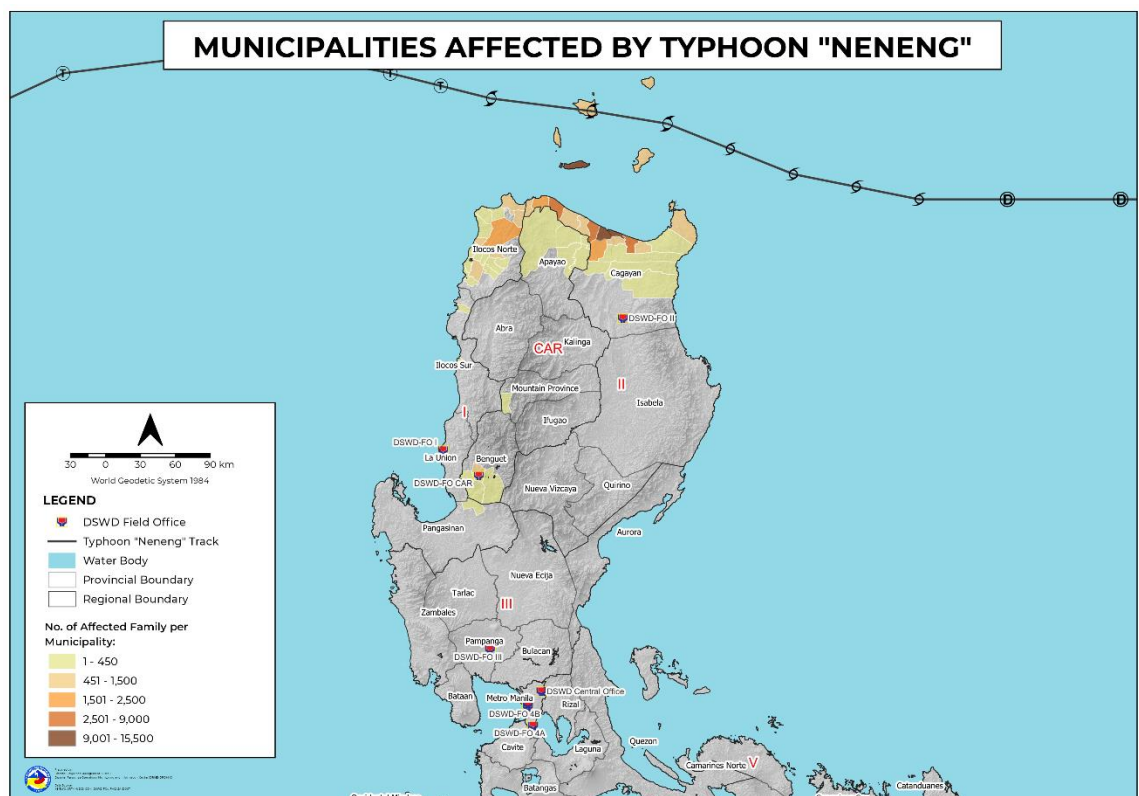 MUNICIPALITIES AFFECTED BY TYPHOON "NENENG"
T
T
T
D
D
Ilocos Norte
Apayao
Cagayan
DSWD-FO II
Abra
Kalinga
CAR
Ilocos Sur
Mountain Province
II
Isabela
I
Ifugao
DSWD-FO I
La Union
Benguet
DSWD-FO CAR
Nueva Vizcaya
Quirino
Pangasinan
Aurora
Nueva Ecija
Tarlac
III
Zambales
Pampanga
DSWD-FO III
Bulacan
Bataan
Metro Manila
DSWD Central Office
Rizal
DSWD-FO 4B
DSWD-FO 4A
Cavite
Laguna
Quezon
Camarines Norte
V
Batangas
Catanduanes
30 0 30 60 90 km
World Geodetic System 1984
LEGEND
DSWD Field Office
Typhoon "Neneng" Track
Water Body
Provincial Boundary
Regional Boundary
No. of Affected Family per
Municipality:
1 - 450
451 - 1,500
1,501 - 2,500
2,501 - 9,000
9,001 - 15,500